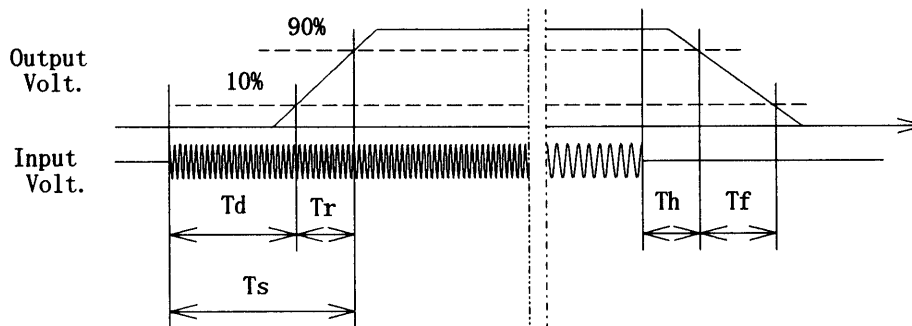 90%
Output
Volt.
10%
Input
Volt.
Td
Tr
Th
Tf
Ts